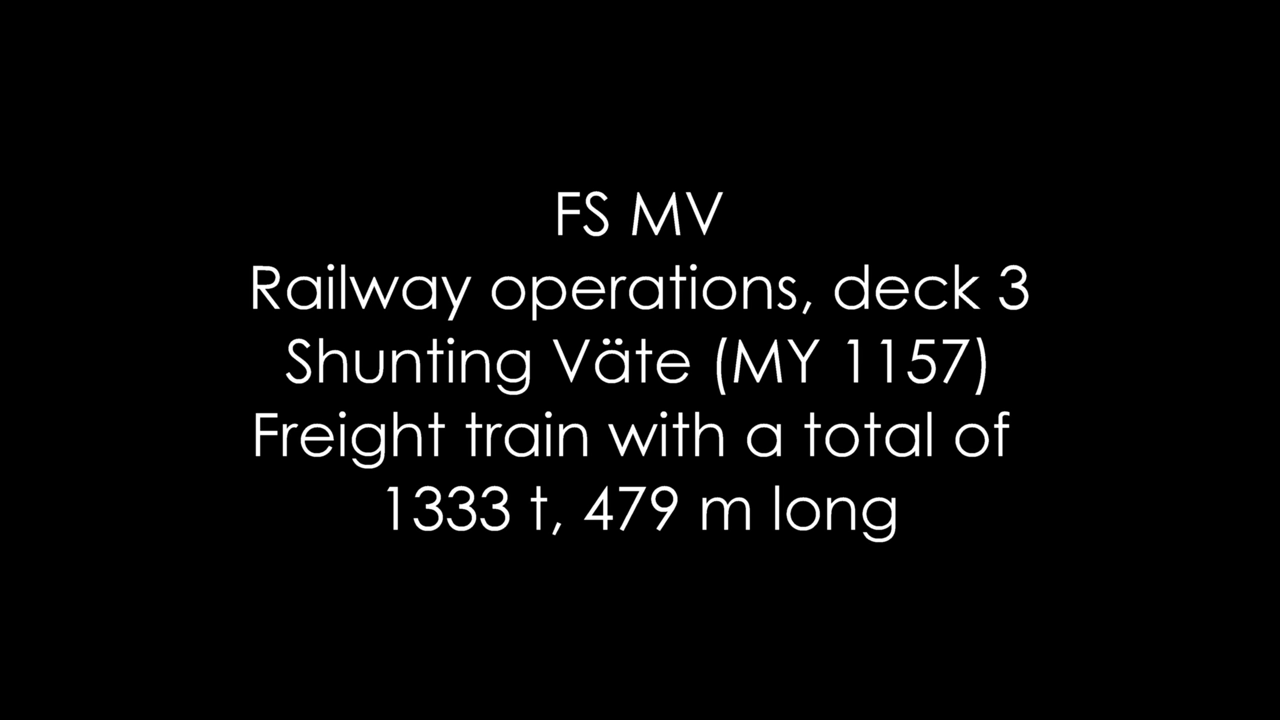 FS MV
Railway operations, deck 3
Shunting Väte (MY 1157)
Freight train with a total of
1333 t, 479 m long